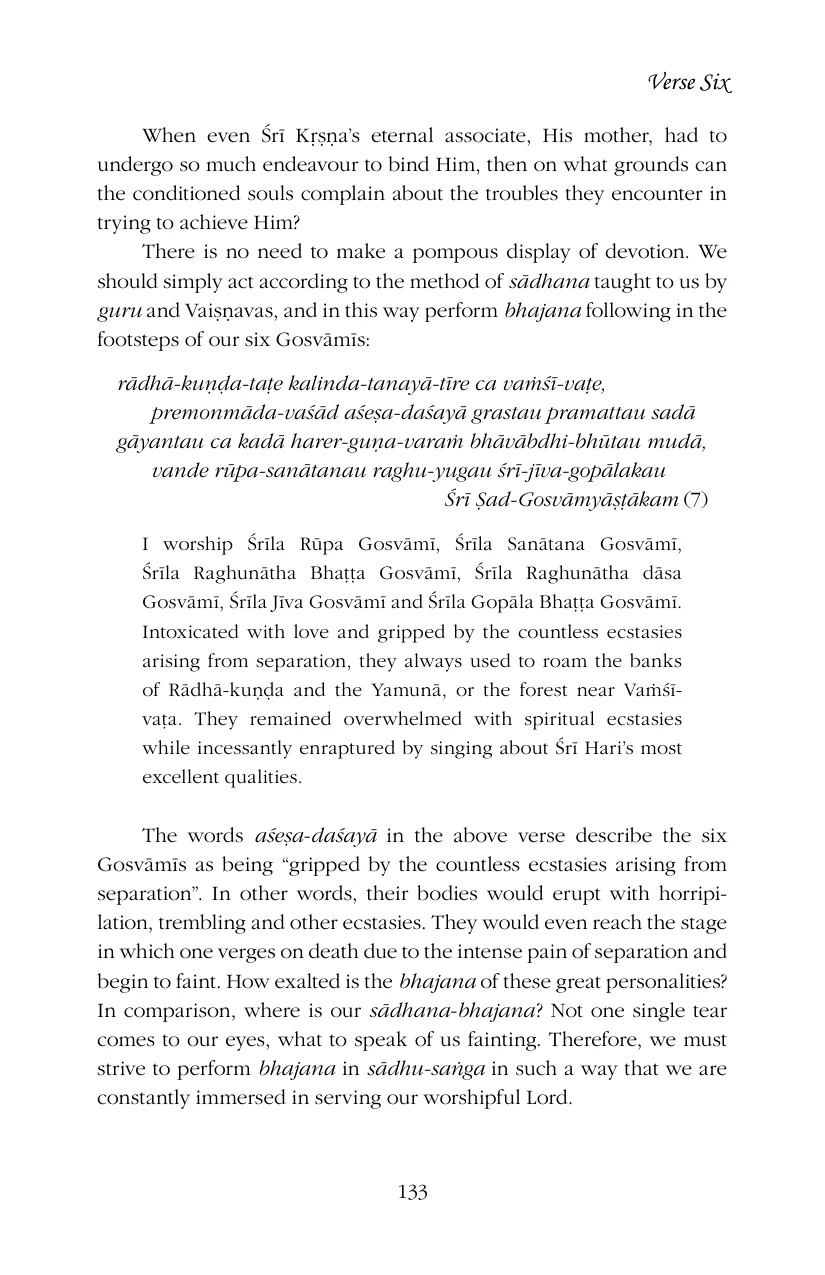 Verse Six
When even Śrī Kṛṣṇa’s eternal associate, His mother, had to
undergo so much endeavour to bind Him, then on what grounds can
the conditioned souls complain about the troubles they encounter in
trying to achieve Him?
There is no need to make a pompous display of devotion. We
should simply act according to the method of sādhana taught to us by
guru and Vaiṣṇavas, and in this way perform bhajana following in the
footsteps of our six Gosvāmīs:
rādhā-kuṇḍa-taṭe kalinda-tanayā-tīre ca vaṁśī-vaṭe,
premonmāda-vaśād aśeṣa-daśayā grastau pramattau sadā
gāyantau ca kadā harer-guṇa-varaṁ bhāvābdhi-bhūtau mudā,
vande rūpa-sanātanau raghu-yugau śrī-jīva-gopālakau
Śrī Ṣad-Gosvāmyāṣṭākam (7)
I worship Śrīla Rūpa Gosvāmī, Śrīla Sanātana Gosvāmī,
Śrīla Raghunātha Bhaṭṭa Gosvāmī, Śrīla Raghunātha dāsa
Gosvāmī, Śrīla Jīva Gosvāmī and Śrīla Gopāla Bhaṭṭa Gosvāmī.
Intoxicated with love and gripped by the countless ecstasies
arising from separation, they always used to roam the banks
of Rādhā-kuṇḍa and the Yamunā, or the forest near Vaṁśī-
vaṭa. They remained overwhelmed with spiritual ecstasies
while incessantly enraptured by singing about Śrī Hari’s most
excellent qualities.
The words aśeṣa-daśayā in the above verse describe the six
Gosvāmīs as being “gripped by the countless ecstasies arising from
separation”. In other words, their bodies would erupt with horripi-
lation, trembling and other ecstasies. They would even reach the stage
in which one verges on death due to the intense pain of separation and
begin to faint. How exalted is the bhajana of these great personalities?
In comparison, where is our sādhana-bhajana? Not one single tear
comes to our eyes, what to speak of us fainting. Therefore, we must
strive to perform bhajana in sādhu-saṅga in such a way that we are
constantly immersed in serving our worshipful Lord.
133